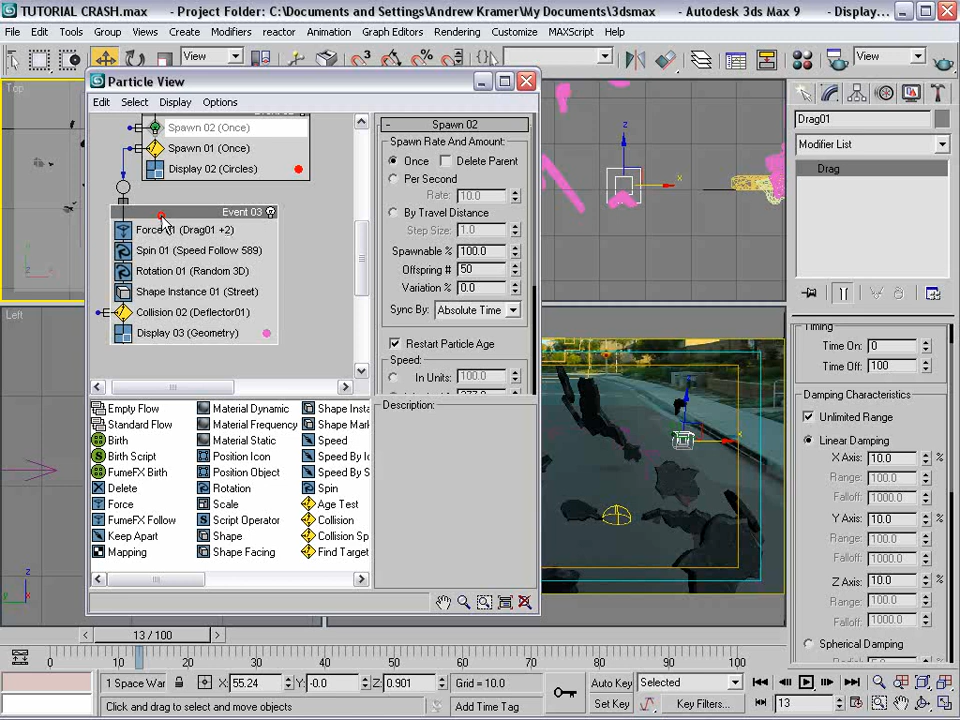 TUTORIAL CRASH.max - Project Folder: C:\Documents and Settings\Andrew Kramer\My Documents\3dsmax - Autodesk 3ds Max 9 - Display...
File Edit Tools Group Views Create Modifiers reactor Animation Graph Editors Rendering Customize MAXScript Help
View
View
Top
Left
Particle View
Edit Select Display Options
Spawn 02 (Once)
Spawn 01 (Once)
Display 02 (Circles)
Event 03
(Drag01 +2)
Spin 01 (Speed Follow 589)
Rotation 01 (Random 3D)
Shape Instance 01 (Street)
Collision 02 (Deflector01)
Display 03 (Geometry)
Spawn 02
Spawn Rate And Amount:
Once Delete Parent
Per Second
Rate: 10.0
By Travel Distance
Step Size: 1.0
Spawnable % 100.0
Offspring # 50
Variation % 0.0
Sync By: Absolute Time
Restart Particle Age
Speed:
In Units: 100.0
Description:
Empty Flow Material Dynamic Shape Insta
Standard Flow Material Frequency Shape Mark
Birth Material Static Speed
Birth Script Position Icon Speed By I
FumeFX Birth Position Object Speed By S
Delete Rotation Spin
Force Scale Age Test
FumeFX Follow Script Operator Collision
Keep Apart Shape Collision Sp
Mapping Shape Facing Find Target
Drag01
Modifier List
Drag
Timing
Time On: 0
Time Off: 100
Damping Characteristics
Unlimited Range
Linear Damping
X Axis: 10.0 %
Range: 100.0
Falloff: 1000.0
Y Axis: 10.0 %
Range: 100.0
Falloff: 1000.0
Z Axis: 10.0 %
Range: 100.0
Falloff: 1000.0
Spherical Damping
z
x
z
x
13 / 100
0 10 20 30 40 50 60 70 80 90 100
1 Space War X: 55.24 Y: -0.0 Z: 0.901 Grid = 10.0 Auto Key Selected
Click and drag to select and move objects Add Time Tag Set Key Key Filters... 13